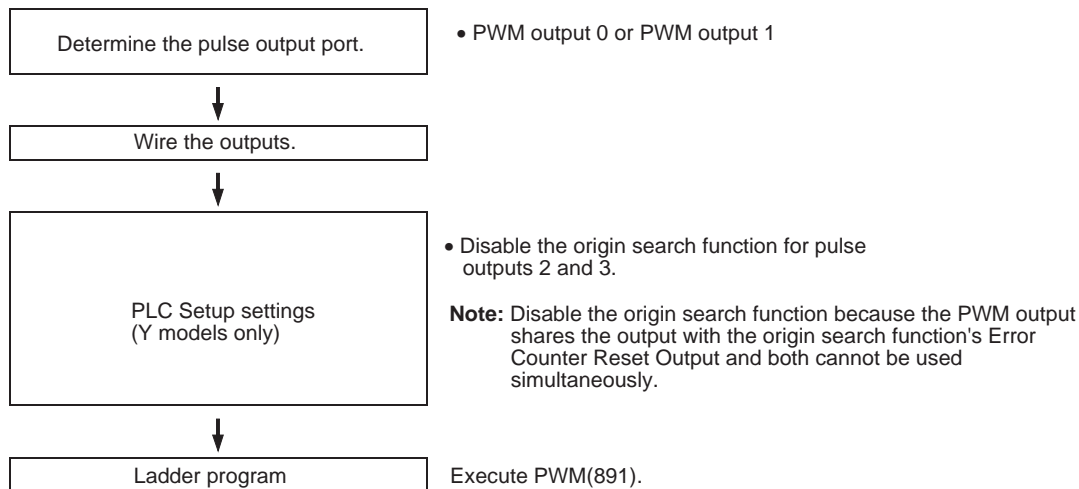 Determine the pulse output port.
• PWM output 0 or PWM output 1
Wire the outputs.
PLC Setup settings
(Y models only)
• Disable the origin search function for pulse
outputs 2 and 3.
Note: Disable the origin search function because the PWM output
shares the output with the origin search function's Error
Counter Reset Output and both cannot be used
simultaneously.
Ladder program
Execute PWM(891).